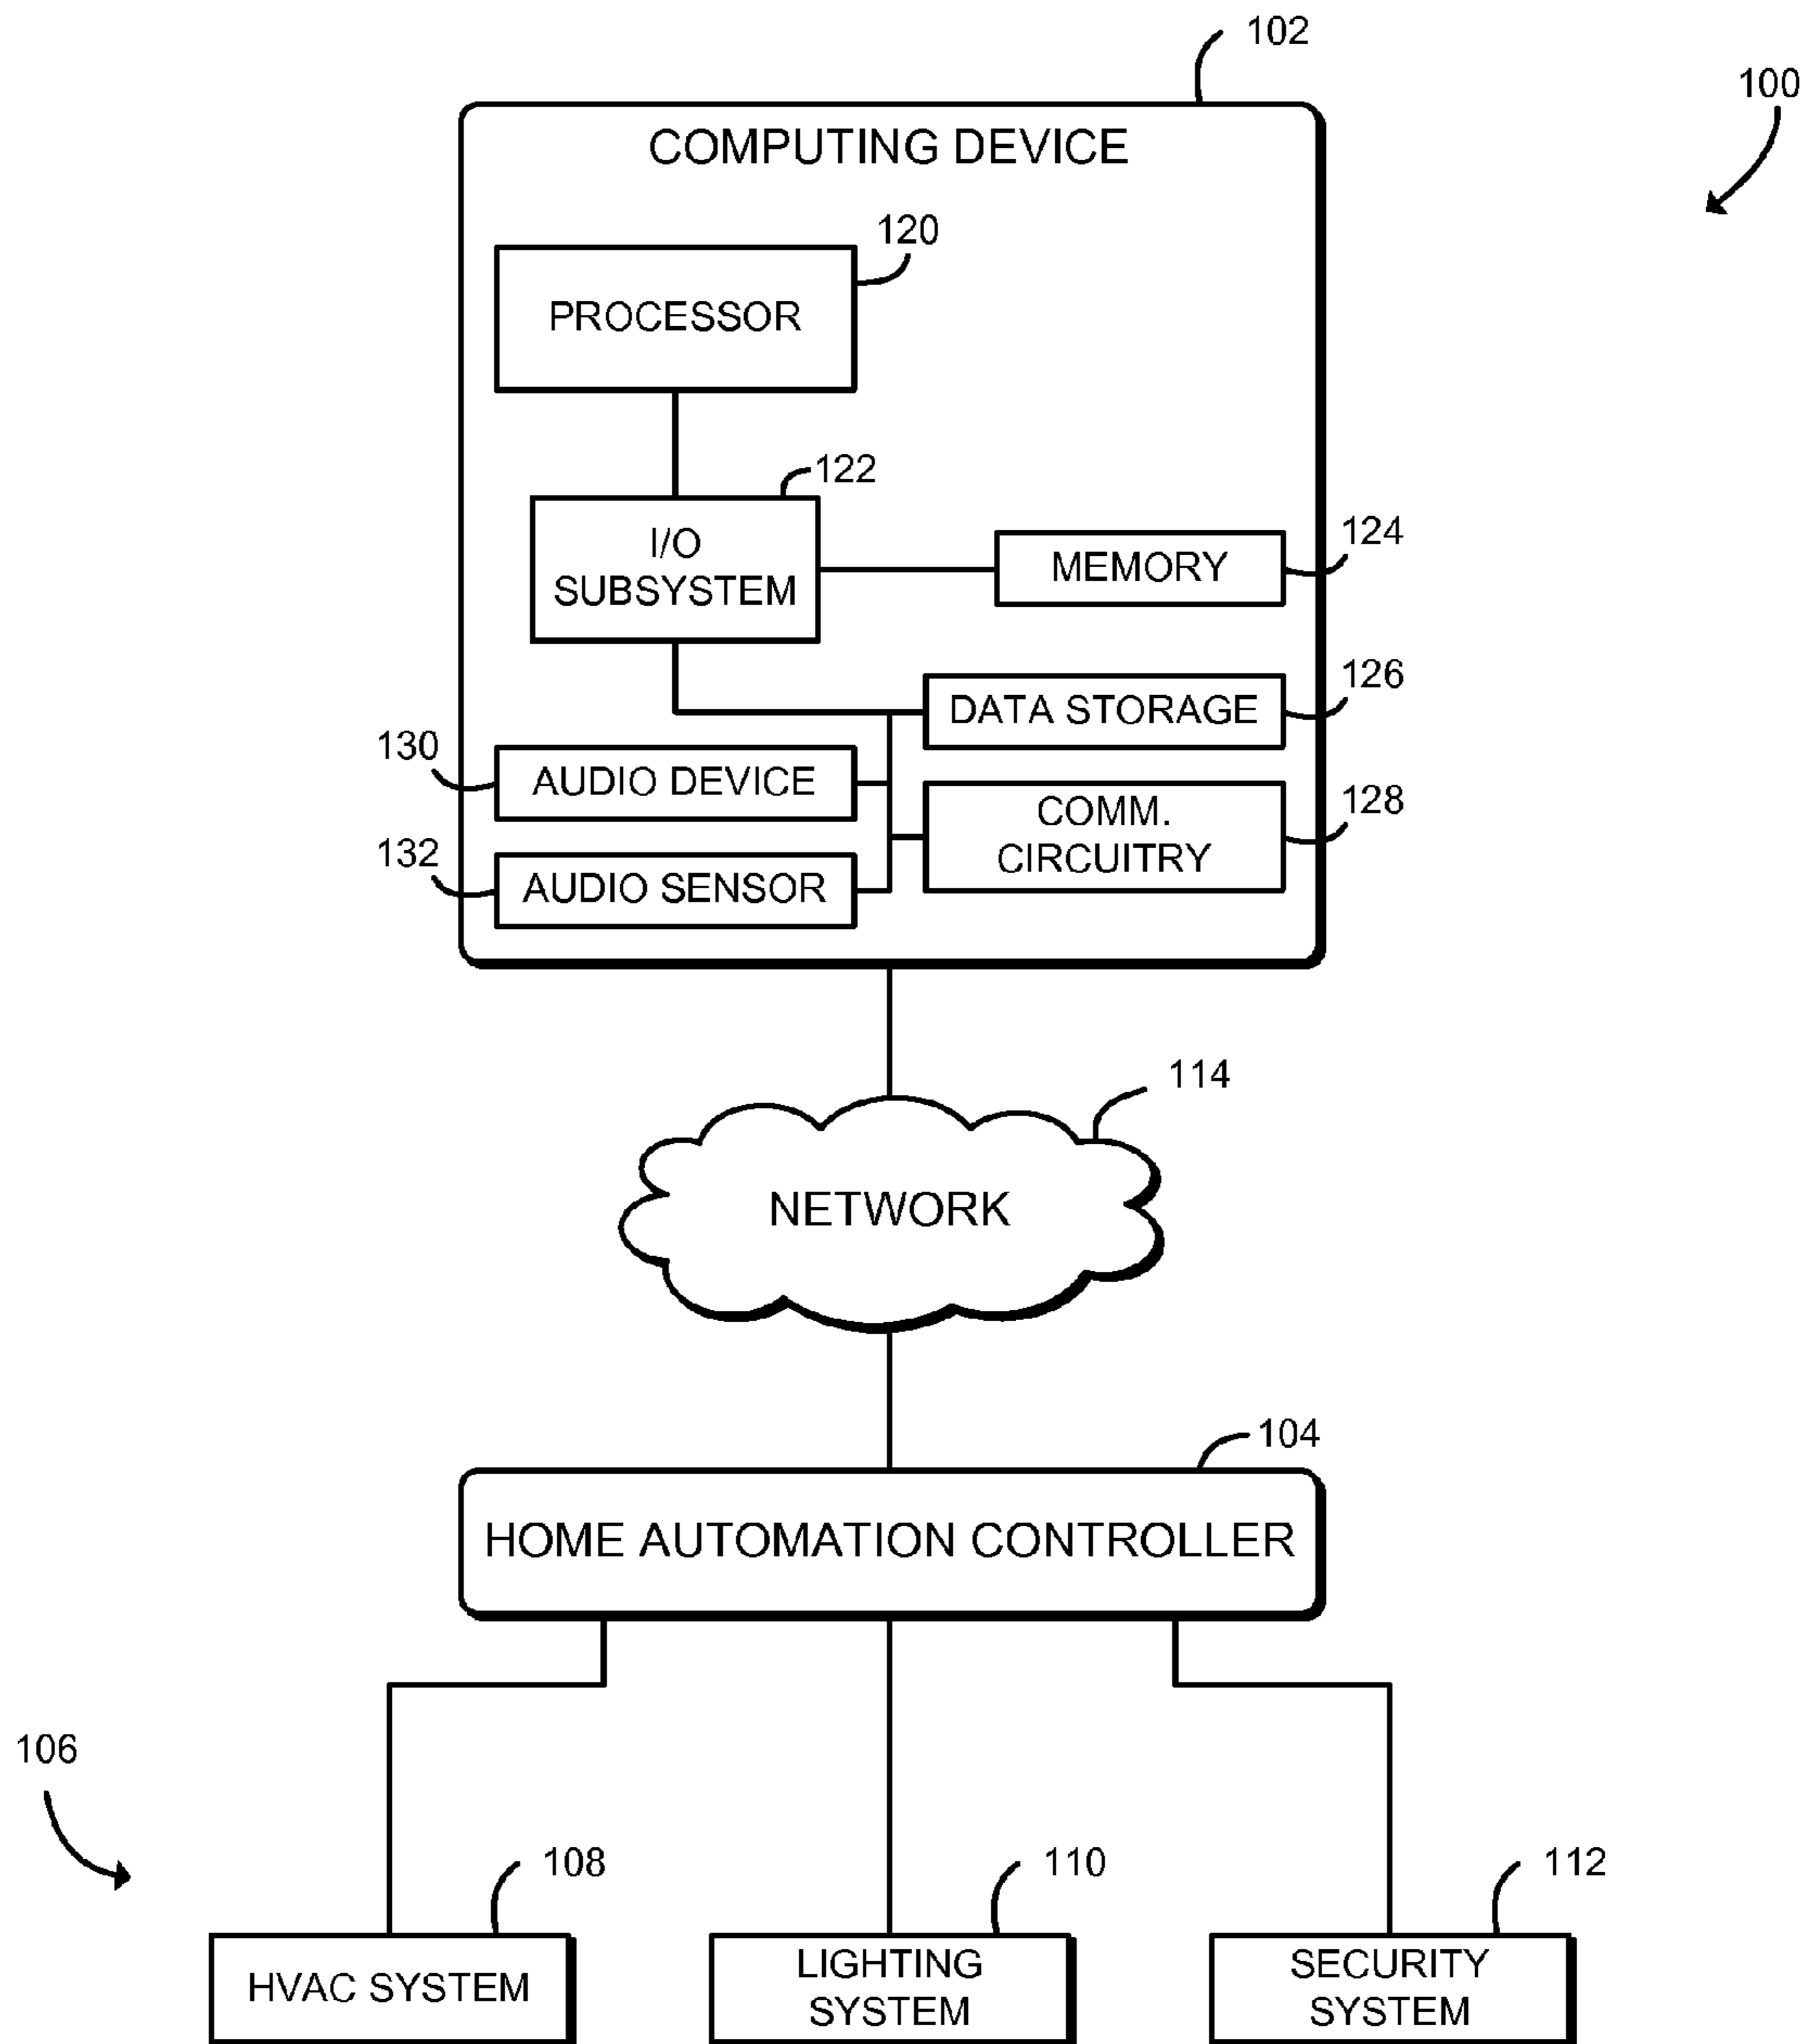 102
100
COMPUTING DEVICE
120
PROCESSOR
122
I/O
SUBSYSTEM
124
MEMORY
126
DATA STORAGE
130
AUDIO DEVICE
128
COMM.
CIRCUITRY
132
AUDIO SENSOR
114
NETWORK
104
HOME AUTOMATION CONTROLLER
106
108
110
112
HVAC SYSTEM
LIGHTING
SYSTEM
SECURITY
SYSTEM